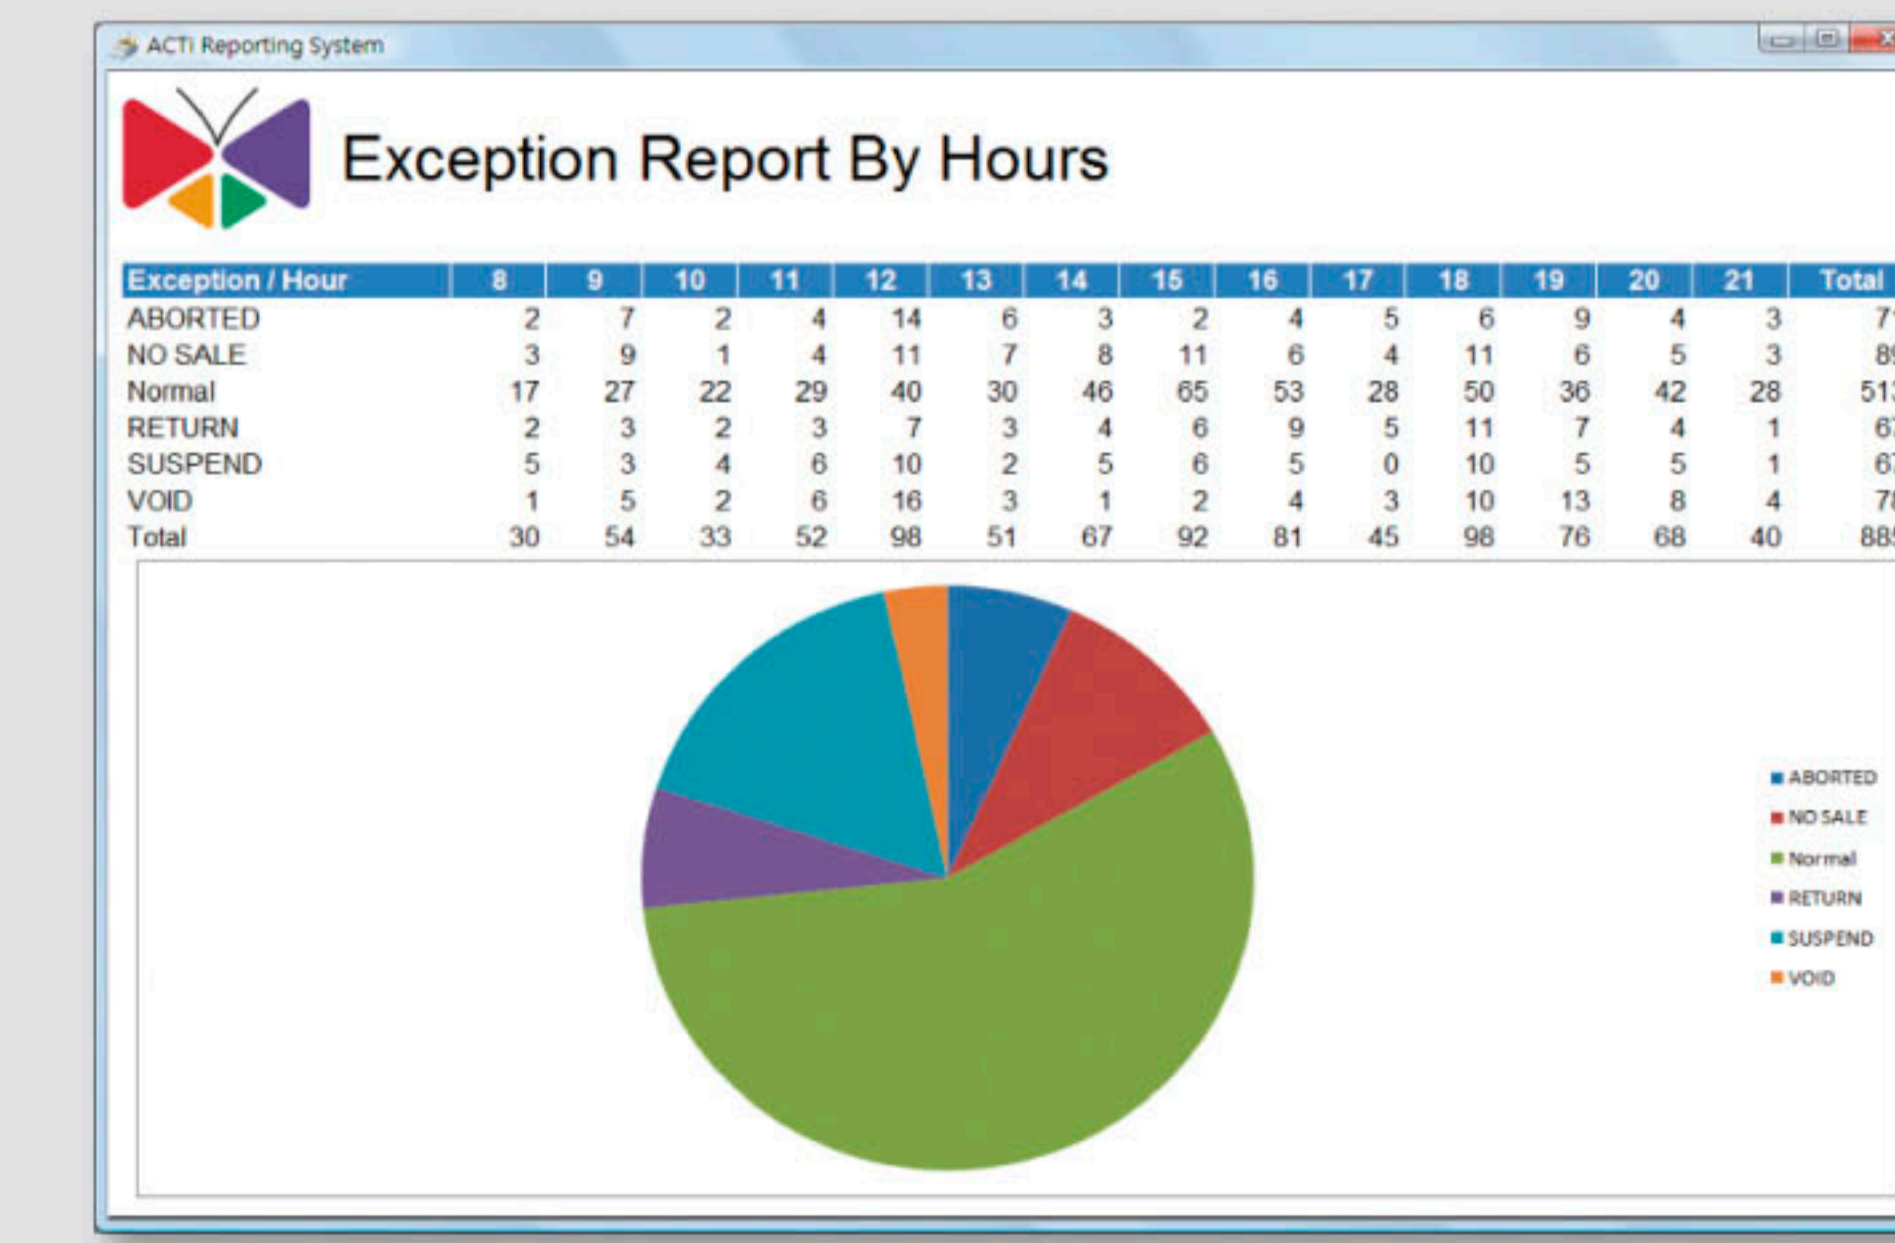 ACTi Reporting System
Exception Report By Hours
Exception / Hour 8 9 10 11 12 13 14 15 16 17 18 19 20 21 Total
ABORTED 2 7 2 4 14 6 3 2 4 5 6 9 4 3
NO SALE 3 9 1 4 11 7 8 11 6 4 11 6 5 3
Normal 17 27 22 29 40 30 46 65 53 28 50 36 42 28
RETURN 2 3 2 3 7 3 4 6 9 5 11 7 4 1
SUSPEND 5 3 4 6 10 2 5 6 5 0 10 5 5 1
VOID 1 5 2 6 16 3 1 2 4 3 10 13 8 4
Total 30 54 33 52 98 51 67 92 81 45 98 76 68 40
ABORTED
NO SALE
Normal
RETURN
SUSPEND
VOID